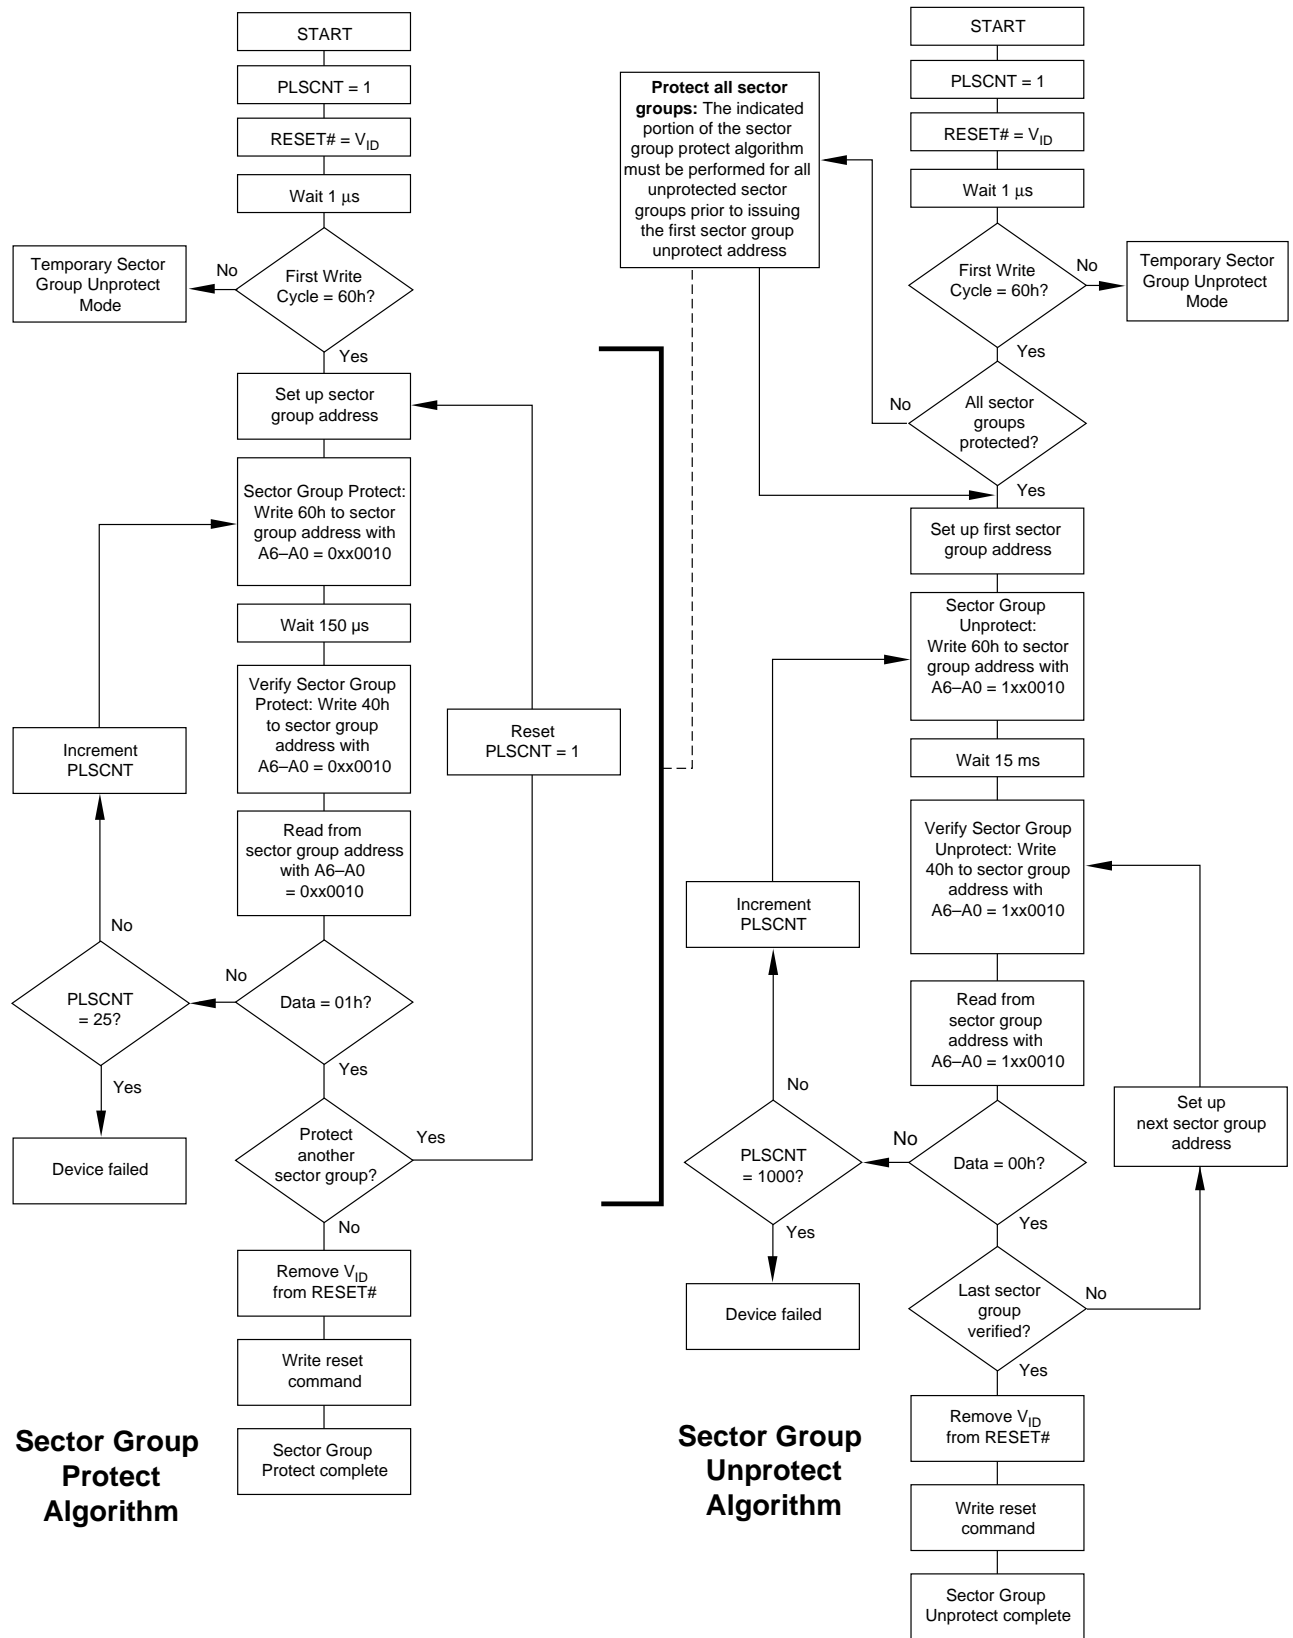 START
PLSCNT = 1
RESET# = VID
Wait 1 μs
First Write
Cycle = 60h?
No
Temporary Sector
Group Unprotect
Mode
Yes
Set up sector
group address
Sector Group Protect:
Write 60h to sector
group address with
A6–A0 = 0xx0010
Wait 150 µs
Verify Sector Group
Protect: Write 40h
to sector group
address with
A6–A0 = 0xx0010
Read from
sector group address
with A6–A0
= 0xx0010
Data = 01h?
No
PLSCNT
= 25?
No
Increment
PLSCNT
Yes
Device failed
Yes
Protect
another
sector group?
Yes
Reset
PLSCNT = 1
No
Remove VID
from RESET#
Write reset
command
Sector Group
Protect complete
Sector Group
Protect
Algorithm
Protect all sector
groups: The indicated
portion of the sector
group protect algorithm
must be performed for all
unprotected sector
groups prior to issuing
the first sector group
unprotect address
START
PLSCNT = 1
RESET# = VID
Wait 1 μs
First Write
Cycle = 60h?
No
Temporary Sector
Group Unprotect
Mode
Yes
All sector
groups
protected?
No
Yes
Set up first sector
group address
Sector Group
Unprotect:
Write 60h to sector
group address with
A6–A0 = 1xx0010
Wait 15 ms
Verify Sector Group
Unprotect: Write
40h to sector group
address with
A6–A0 = 1xx0010
Read from
sector group
address with
A6–A0 = 1xx0010
Data = 00h?
No
PLSCNT
= 1000?
No
Increment
PLSCNT
Yes
Device failed
Yes
Last sector
group
verified?
No
Set up
next sector group
address
Yes
Remove VID
from RESET#
Write reset
command
Sector Group
Unprotect complete
Sector Group
Unprotect
Algorithm